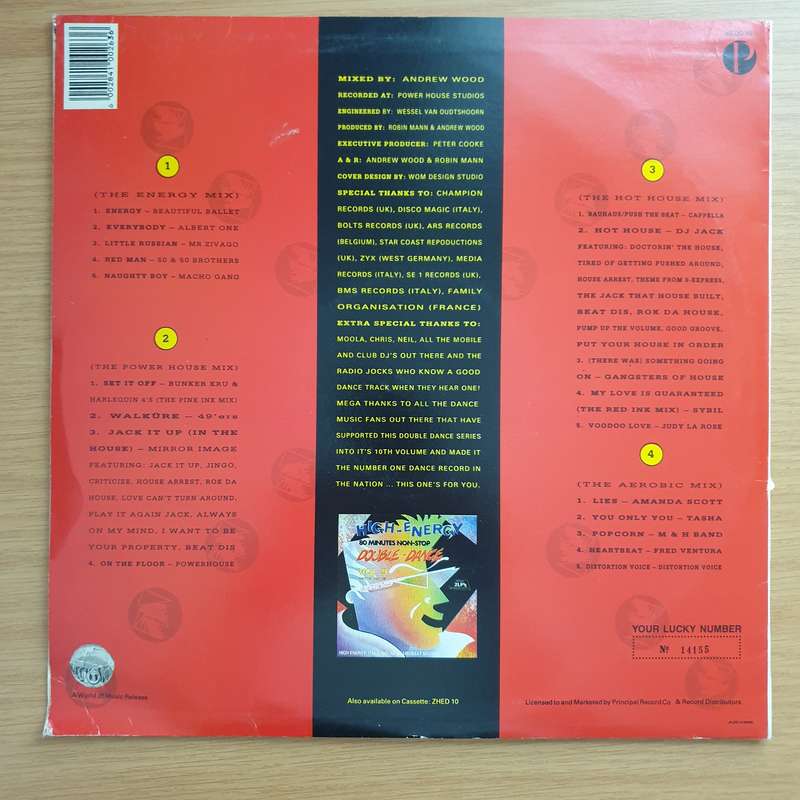 6 002841 002636
1
(THE ENERGY MIX)
1. ENERGY – BEAUTIFUL BALLET
2. EVERYBODY – ALBERT ONE
3. LITTLE RUSSIAN – MR ZIVAGO
4. RED MAN – 50 & 50 BROTHERS
5. NAUGHTY BOY – MACHO GANG
2
(THE POWER HOUSE MIX)
1. SET IT OFF – BUNKER KRU &
HARLEQUIN 4'S (THE PINK INK MIX)
2. WALKÜRE – 49'ers
3. JACK IT UP (IN THE
HOUSE) – MIRROR IMAGE
FEATURING: JACK IT UP, JINGO,
CRITICIZE, HOUSE ARREST, ROK DA
HOUSE, LOVE CAN'T TURN AROUND,
PLAY IT AGAIN JACK, ALWAYS
ON MY MIND, I WANT TO BE
YOUR PROPERTY, BEAT DIS
4. ON THE FLOOR – POWERHOUSE
A World of Music Release
MIXED BY: ANDREW WOOD
RECORDED AT: POWER HOUSE STUDIOS
ENGINEERED BY: WESSEL VAN OUDTSHOORN
PRODUCED BY: ROBIN MANN & ANDREW WOOD
EXECUTIVE PRODUCER: PETER COOKE
A & R: ANDREW WOOD & ROBIN MANN
COVER DESIGN BY: WOM DESIGN STUDIO
SPECIAL THANKS TO: CHAMPION
RECORDS (UK), DISCO MAGIC (ITALY),
BOLTS RECORDS (UK), ARS RECORDS
(BELGIUM), STAR COAST REPODUCTIONS
(UK), ZYX (WEST GERMANY), MEDIA
RECORDS (ITALY), SE 1 RECORDS (UK),
BMS RECORDS (ITALY), FAMILY
ORGANISATION (FRANCE)
EXTRA SPECIAL THANKS TO:
MOOLA, CHRIS, NEIL, ALL THE MOBILE
AND CLUB DJ'S OUT THERE AND THE
RADIO JOCKS WHO KNOW A GOOD
DANCE TRACK WHEN THEY HEAR ONE!
MEGA THANKS TO ALL THE DANCE
MUSIC FANS OUT THERE THAT HAVE
SUPPORTED THIS DOUBLE DANCE SERIES
INTO IT'S 10TH VOLUME AND MADE IT
THE NUMBER ONE DANCE RECORD IN
THE NATION ... THIS ONE'S FOR YOU.
HIGH-ENERGY
80 MINUTES NON-STOP
DOUBLE-DANCE
Also available on Cassette: ZHED 10
3
(THE HOT HOUSE MIX)
1. BAUHAUS/PUSH THE BEAT – CAPPELLA
2. HOT HOUSE – DJ JACK
FEATURING: DOCTORIN' THE HOUSE,
TIRED OF GETTING PUSHED AROUND,
HOUSE ARREST, THEME FROM S-EXPRESS,
THE JACK THAT HOUSE BUILT,
BEAT DIS, ROK DA HOUSE,
PUMP UP THE VOLUME, GOOD GROOVE,
PUT YOUR HOUSE IN ORDER
3. (THERE WAS) SOMETHING GOING
ON – GANGSTERS OF HOUSE
4. MY LOVE IS GUARANTEED
(THE RED INK MIX) – SYBIL
5. VOODOO LOVE – JUDY LA ROSE
4
(THE AEROBIC MIX)
1. LIES – AMANDA SCOTT
2. YOU ONLY YOU – TASHA
3. POPCORN – M & H BAND
4. HEARTBEAT – FRED VENTURA
5. DISTORTION VOICE – DISTORTION VOICE
YOUR LUCKY NUMBER
Nº 14155
Licensed to and Marketed by Principal Record Co & Record Distributors.